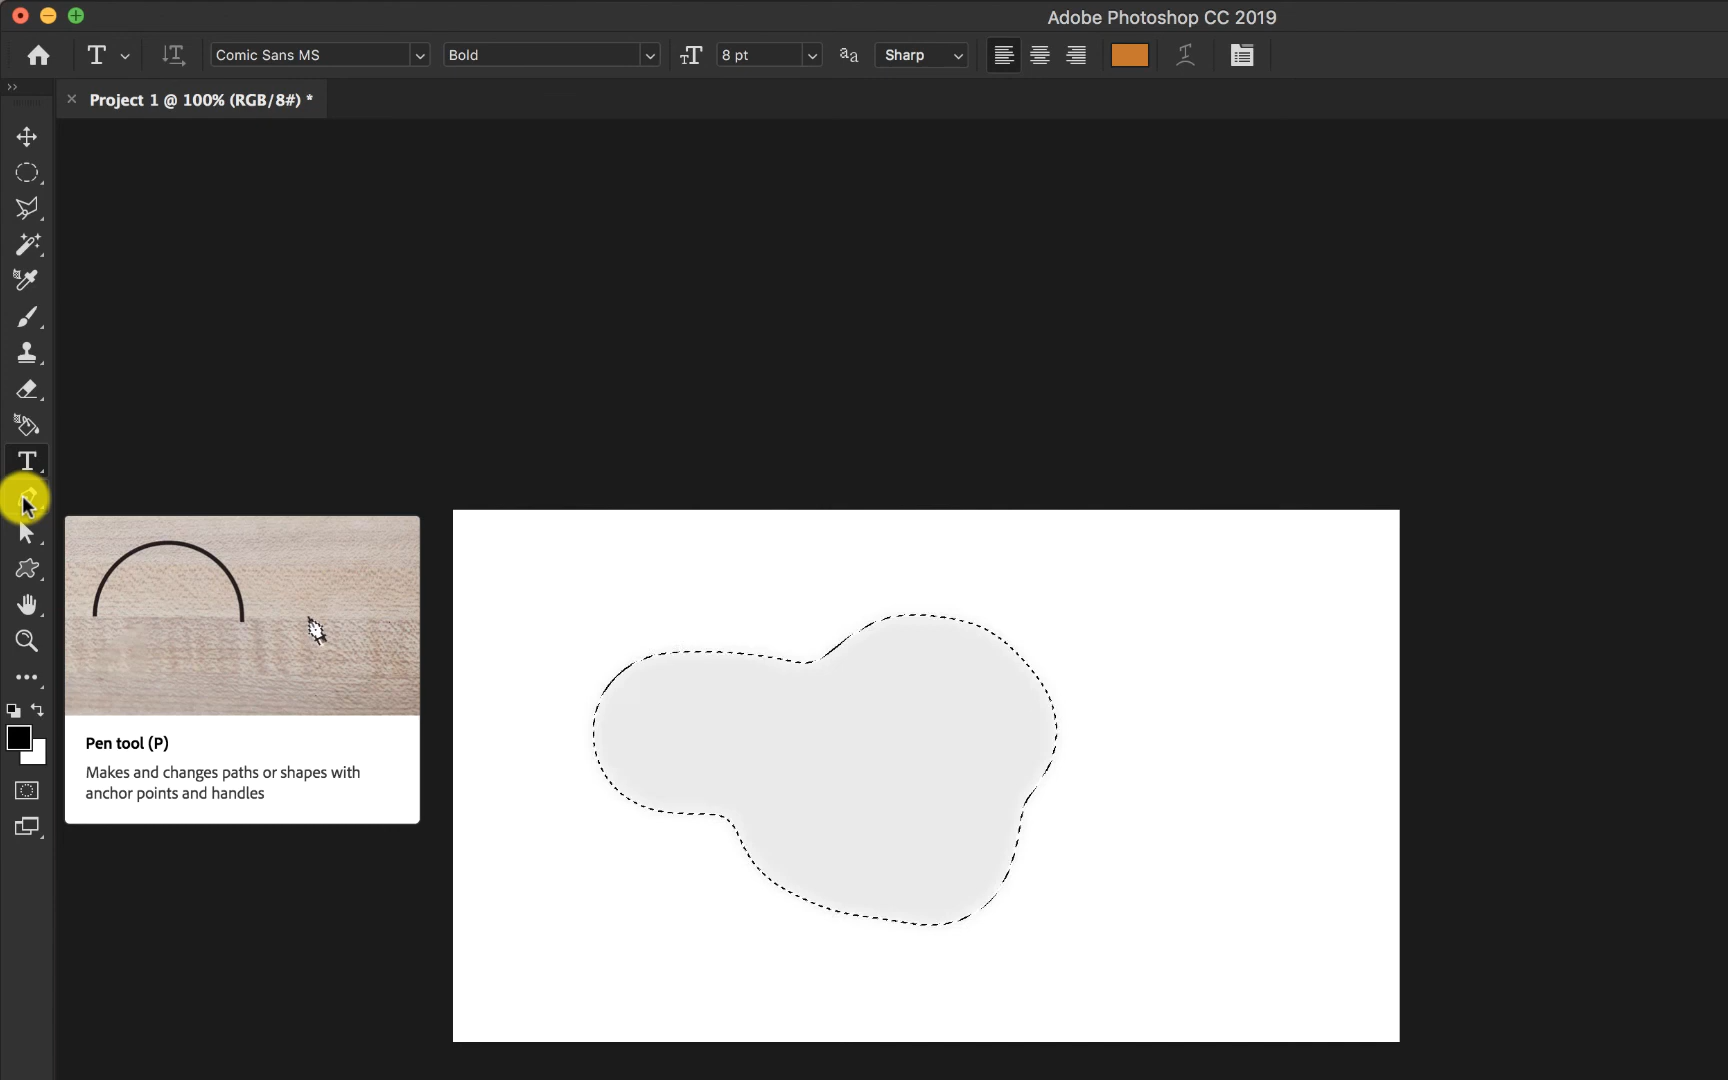 Adobe Photoshop CC 2019
Comic Sans MS
Bold
8 pt
aa
Sharp
Project 1 @ 100% (RGB/8#) *
Pen tool (P)
Makes and changes paths or shapes with
anchor points and handles